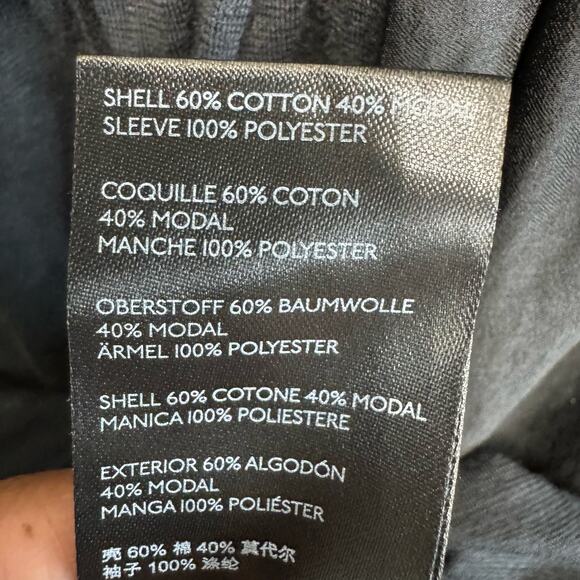 SHELL 60% COTTON 40% MODAL
SLEEVE 100% POLYESTER
COQUILLE 60% COTON
40% MODAL
MANCHE 100% POLYESTER
OBERSTOFF 60% BAUMWOLLE
40% MODAL
ÄRMEL 100% POLYESTER
SHELL 60% COTONE 40% MODAL
MANICA 100% POLIESTERE
EXTERIOR 60% ALGODÓN
40% MODAL
MANGA 100% POLIÉSTER
壳 60% 棉 40% 莫代尔
袖子 100% 涤纶